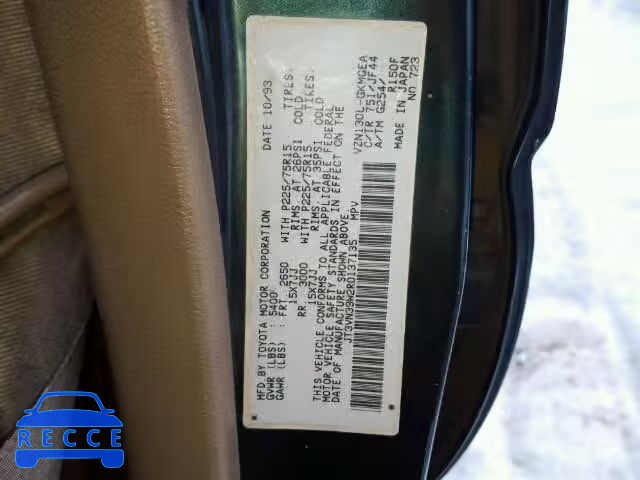 MFD BY TOYOTA MOTOR CORPORATION DATE 10/93
GVWR (LBS) : 5400
GAWR (LBS) : FRT 2650 WITH P225/75R15 TIRES,
15X7JJ RIMS, AT 26PSI COLD
RR 3000 WITH P225/75R15 TIRES,
15X7JJ RIMS, AT 35PSI COLD
THIS VEHICLE CONFORMS TO ALL APPLICABLE FEDERAL
MOTOR VEHICLE SAFETY STANDARDS IN EFFECT ON THE
DATE OF MANUFACTURE SHOWN ABOVE.
JT3VN39W2R0137135 MPV
VZN130L-GKMGEA
C/TR 751/JF44
A/TM G254/ R150F
MADE IN JAPAN NO 723
RECCE